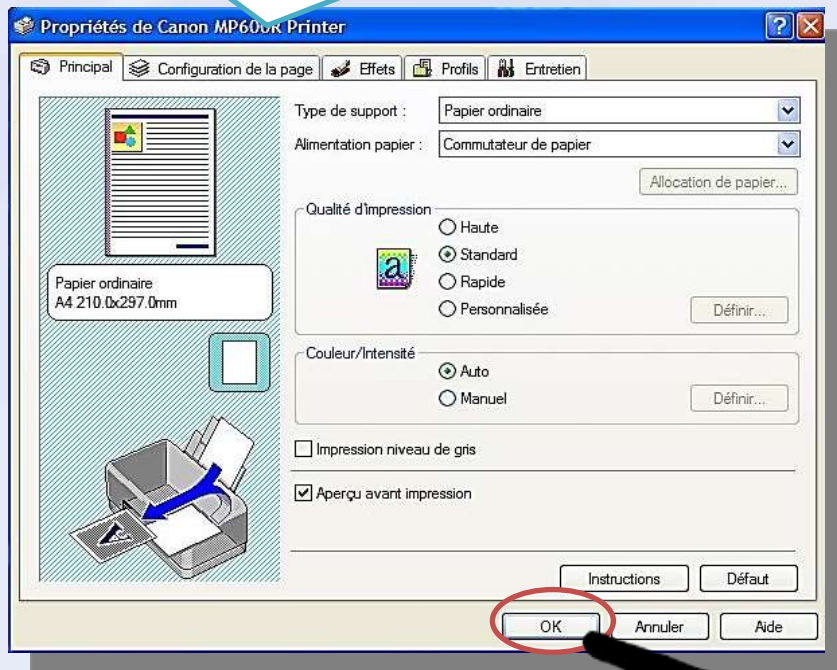 Propriétés de Canon MP600R Printer
Principal Configuration de la page Effets Profils Entretien
Type de support : Papier ordinaire
Alimentation papier : Commutateur de papier
Allocation de papier...
Qualité d'impression
Haute
Standard
Rapide
Personnalisée Définir...
Papier ordinaire
A4 210.0x297.0mm
Couleur/Intensité
Auto
Manuel Définir...
Impression niveau de gris
Aperçu avant impression
Instructions Défaut
OK Annuler Aide